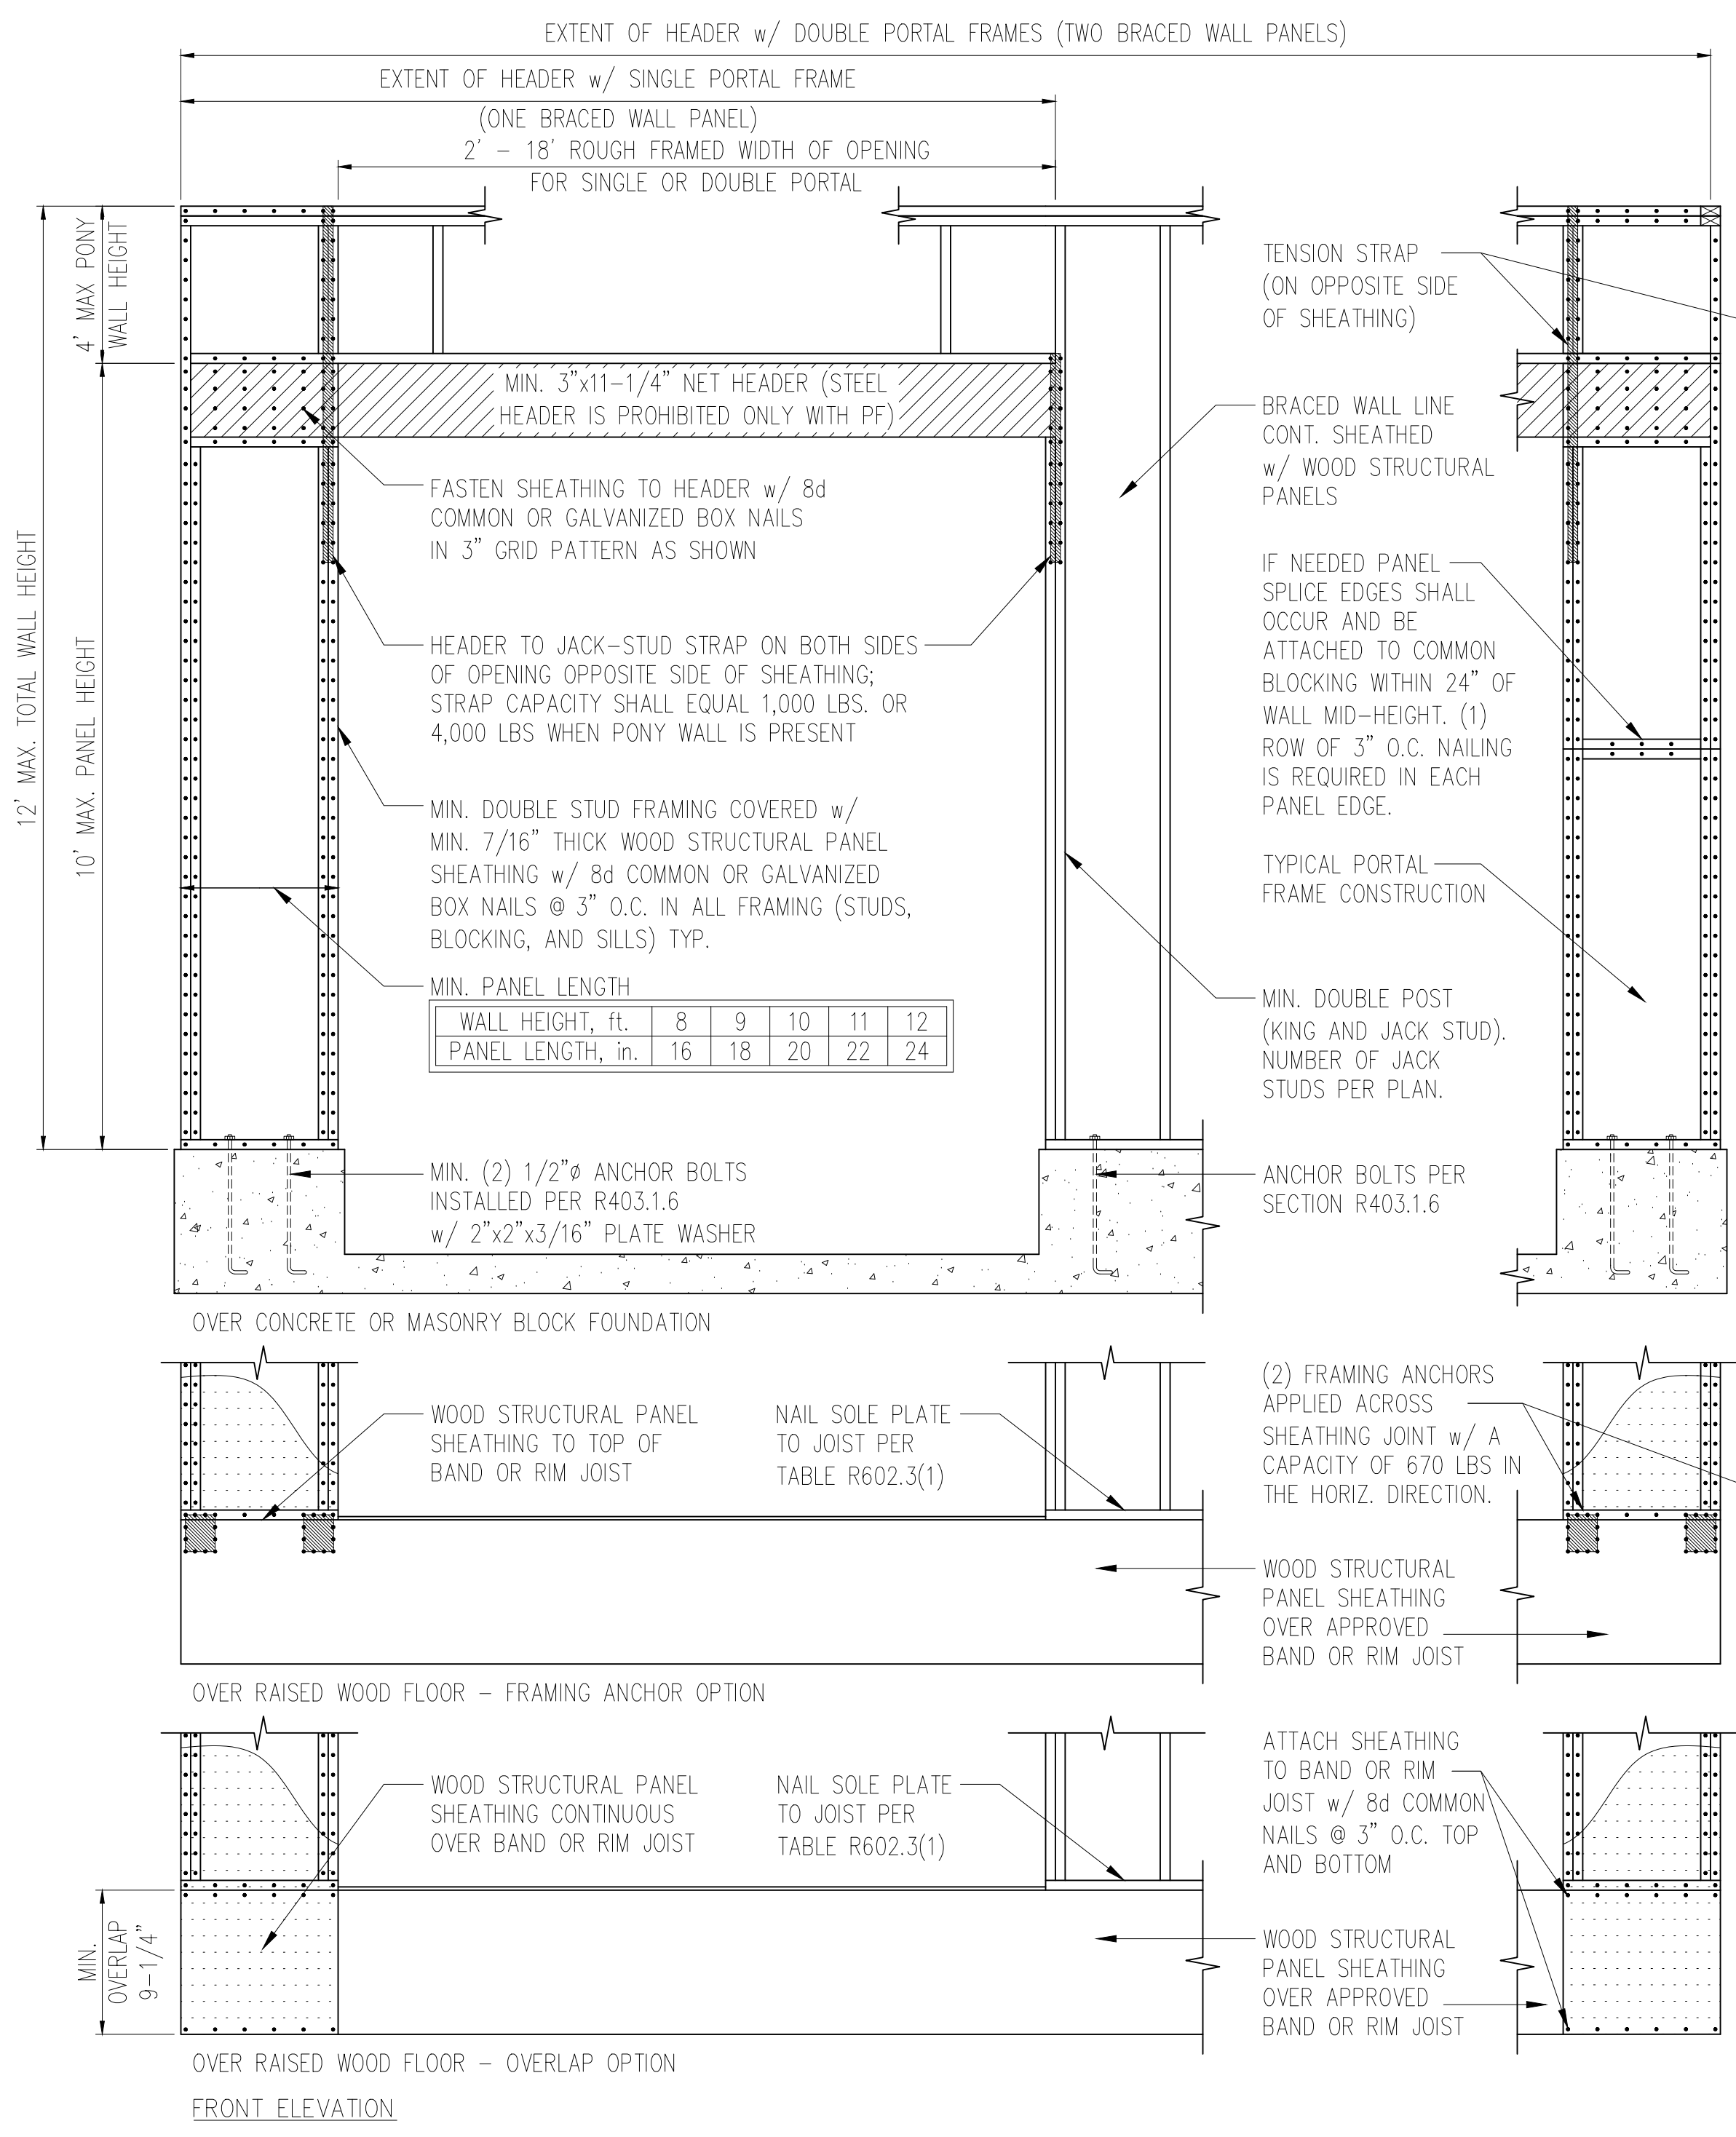 EXTENT OF HEADER w/ DOUBLE PORTAL FRAMES (TWO BRACED WALL PANELS)
EXTENT OF HEADER w/ SINGLE PORTAL FRAME
(ONE BRACED WALL PANEL)
2' – 18' ROUGH FRAMED WIDTH OF OPENING
FOR SINGLE OR DOUBLE PORTAL
12' MAX. TOTAL WALL HEIGHT
4' MAX PONY
WALL HEIGHT
10' MAX. PANEL HEIGHT
MIN. 3"x11–1/4" NET HEADER (STEEL
HEADER IS PROHIBITED ONLY WITH PF)
FASTEN SHEATHING TO HEADER w/ 8d
COMMON OR GALVANIZED BOX NAILS
IN 3" GRID PATTERN AS SHOWN
HEADER TO JACK–STUD STRAP ON BOTH SIDES
OF OPENING OPPOSITE SIDE OF SHEATHING;
STRAP CAPACITY SHALL EQUAL 1,000 LBS. OR
4,000 LBS WHEN PONY WALL IS PRESENT
MIN. DOUBLE STUD FRAMING COVERED w/
MIN. 7/16" THICK WOOD STRUCTURAL PANEL
SHEATHING w/ 8d COMMON OR GALVANIZED
BOX NAILS @ 3" O.C. IN ALL FRAMING (STUDS,
BLOCKING, AND SILLS) TYP.
MIN. PANEL LENGTH
WALL HEIGHT, ft. 8 9 10 11 12
PANEL LENGTH, in. 16 18 20 22 24
MIN. (2) 1/2"ø ANCHOR BOLTS
INSTALLED PER R403.1.6
w/ 2"x2"x3/16" PLATE WASHER
TENSION STRAP
(ON OPPOSITE SIDE
OF SHEATHING)
BRACED WALL LINE
CONT. SHEATHED
w/ WOOD STRUCTURAL
PANELS
IF NEEDED PANEL
SPLICE EDGES SHALL
OCCUR AND BE
ATTACHED TO COMMON
BLOCKING WITHIN 24" OF
WALL MID–HEIGHT. (1)
ROW OF 3" O.C. NAILING
IS REQUIRED IN EACH
PANEL EDGE.
TYPICAL PORTAL
FRAME CONSTRUCTION
MIN. DOUBLE POST
(KING AND JACK STUD).
NUMBER OF JACK
STUDS PER PLAN.
ANCHOR BOLTS PER
SECTION R403.1.6
OVER CONCRETE OR MASONRY BLOCK FOUNDATION
WOOD STRUCTURAL PANEL
SHEATHING TO TOP OF
BAND OR RIM JOIST
NAIL SOLE PLATE
TO JOIST PER
TABLE R602.3(1)
(2) FRAMING ANCHORS
APPLIED ACROSS
SHEATHING JOINT w/ A
CAPACITY OF 670 LBS IN
THE HORIZ. DIRECTION.
WOOD STRUCTURAL
PANEL SHEATHING
OVER APPROVED
BAND OR RIM JOIST
OVER RAISED WOOD FLOOR – FRAMING ANCHOR OPTION
WOOD STRUCTURAL PANEL
SHEATHING CONTINUOUS
OVER BAND OR RIM JOIST
NAIL SOLE PLATE
TO JOIST PER
TABLE R602.3(1)
ATTACH SHEATHING
TO BAND OR RIM
JOIST w/ 8d COMMON
NAILS @ 3" O.C. TOP
AND BOTTOM
MIN.
OVERLAP
9–1/4"
WOOD STRUCTURAL
PANEL SHEATHING
OVER APPROVED
BAND OR RIM JOIST
OVER RAISED WOOD FLOOR – OVERLAP OPTION
FRONT ELEVATION